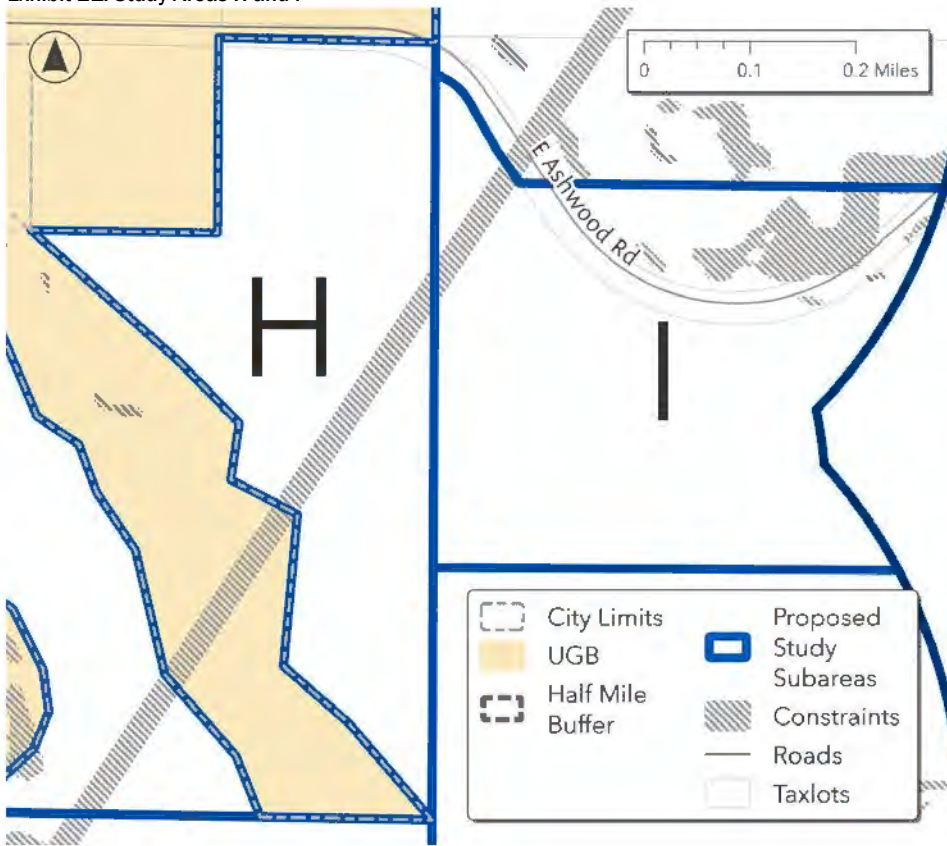 0 0.1 0.2 Miles
E Ashwood Rd
H
I
City Limits
UGB
Half Mile
Buffer
Proposed
Study
Subareas
Constraints
Roads
Taxlots